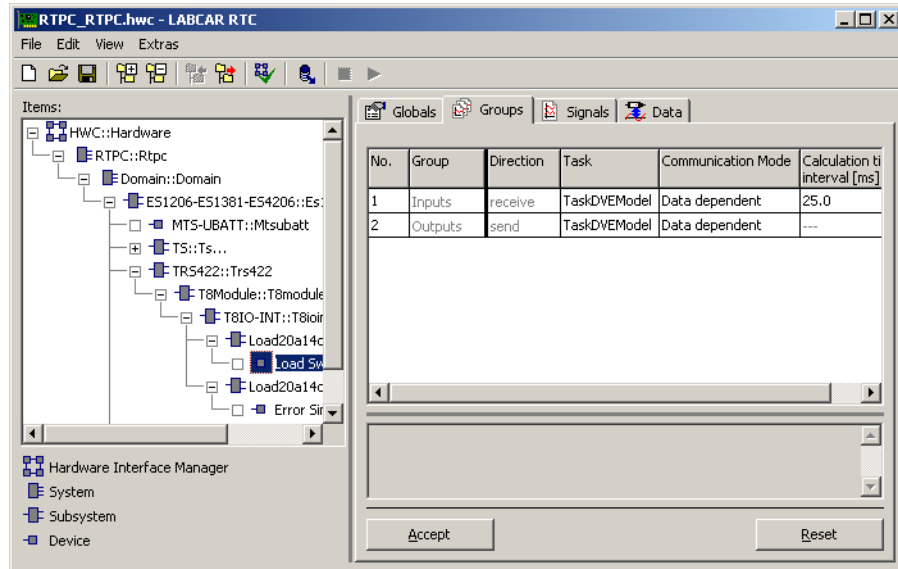 RTPC_RTPC.hwc - LABCAR RTC
File Edit View Extras
Items:
HWC::Hardware
RTPC::Rtpc
Domain::Domain
ES1206-ES1381-ES4206::Es:
MTS-UBATT::Mtsubatt
TS::Ts...
TRS422::Trs422
T8Module::T8module
T8IO-INT::T8ioir
Load20a14c
Load Sw
Load20a14c
Error Sir
Hardware Interface Manager
System
Subsystem
Device
Globals Groups Signals Data
No. Group Direction Task Communication Mode Calculation ti
interval [ms]
1 Inputs receive TaskDVEModel Data dependent 25.0
2 Outputs send TaskDVEModel Data dependent ---
Accept Reset